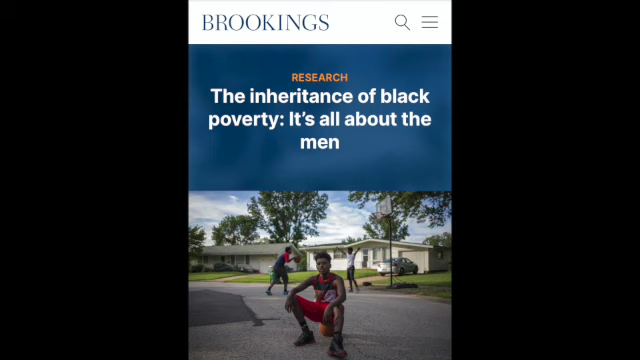 BROOKINGS
RESEARCH
The inheritance of black
poverty: It’s all about the
men